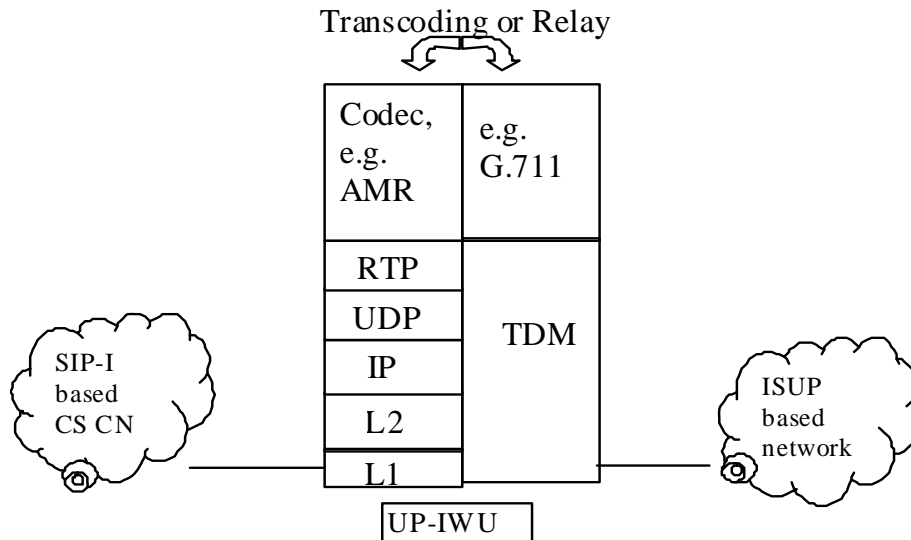 Transcoding or Relay
Codec,
e.g.
AMR
e.g.
G.711
RTP
UDP
IP
L2
L1
TDM
SIP-I
based
CS CN
ISUP
based
network
UP-IWU